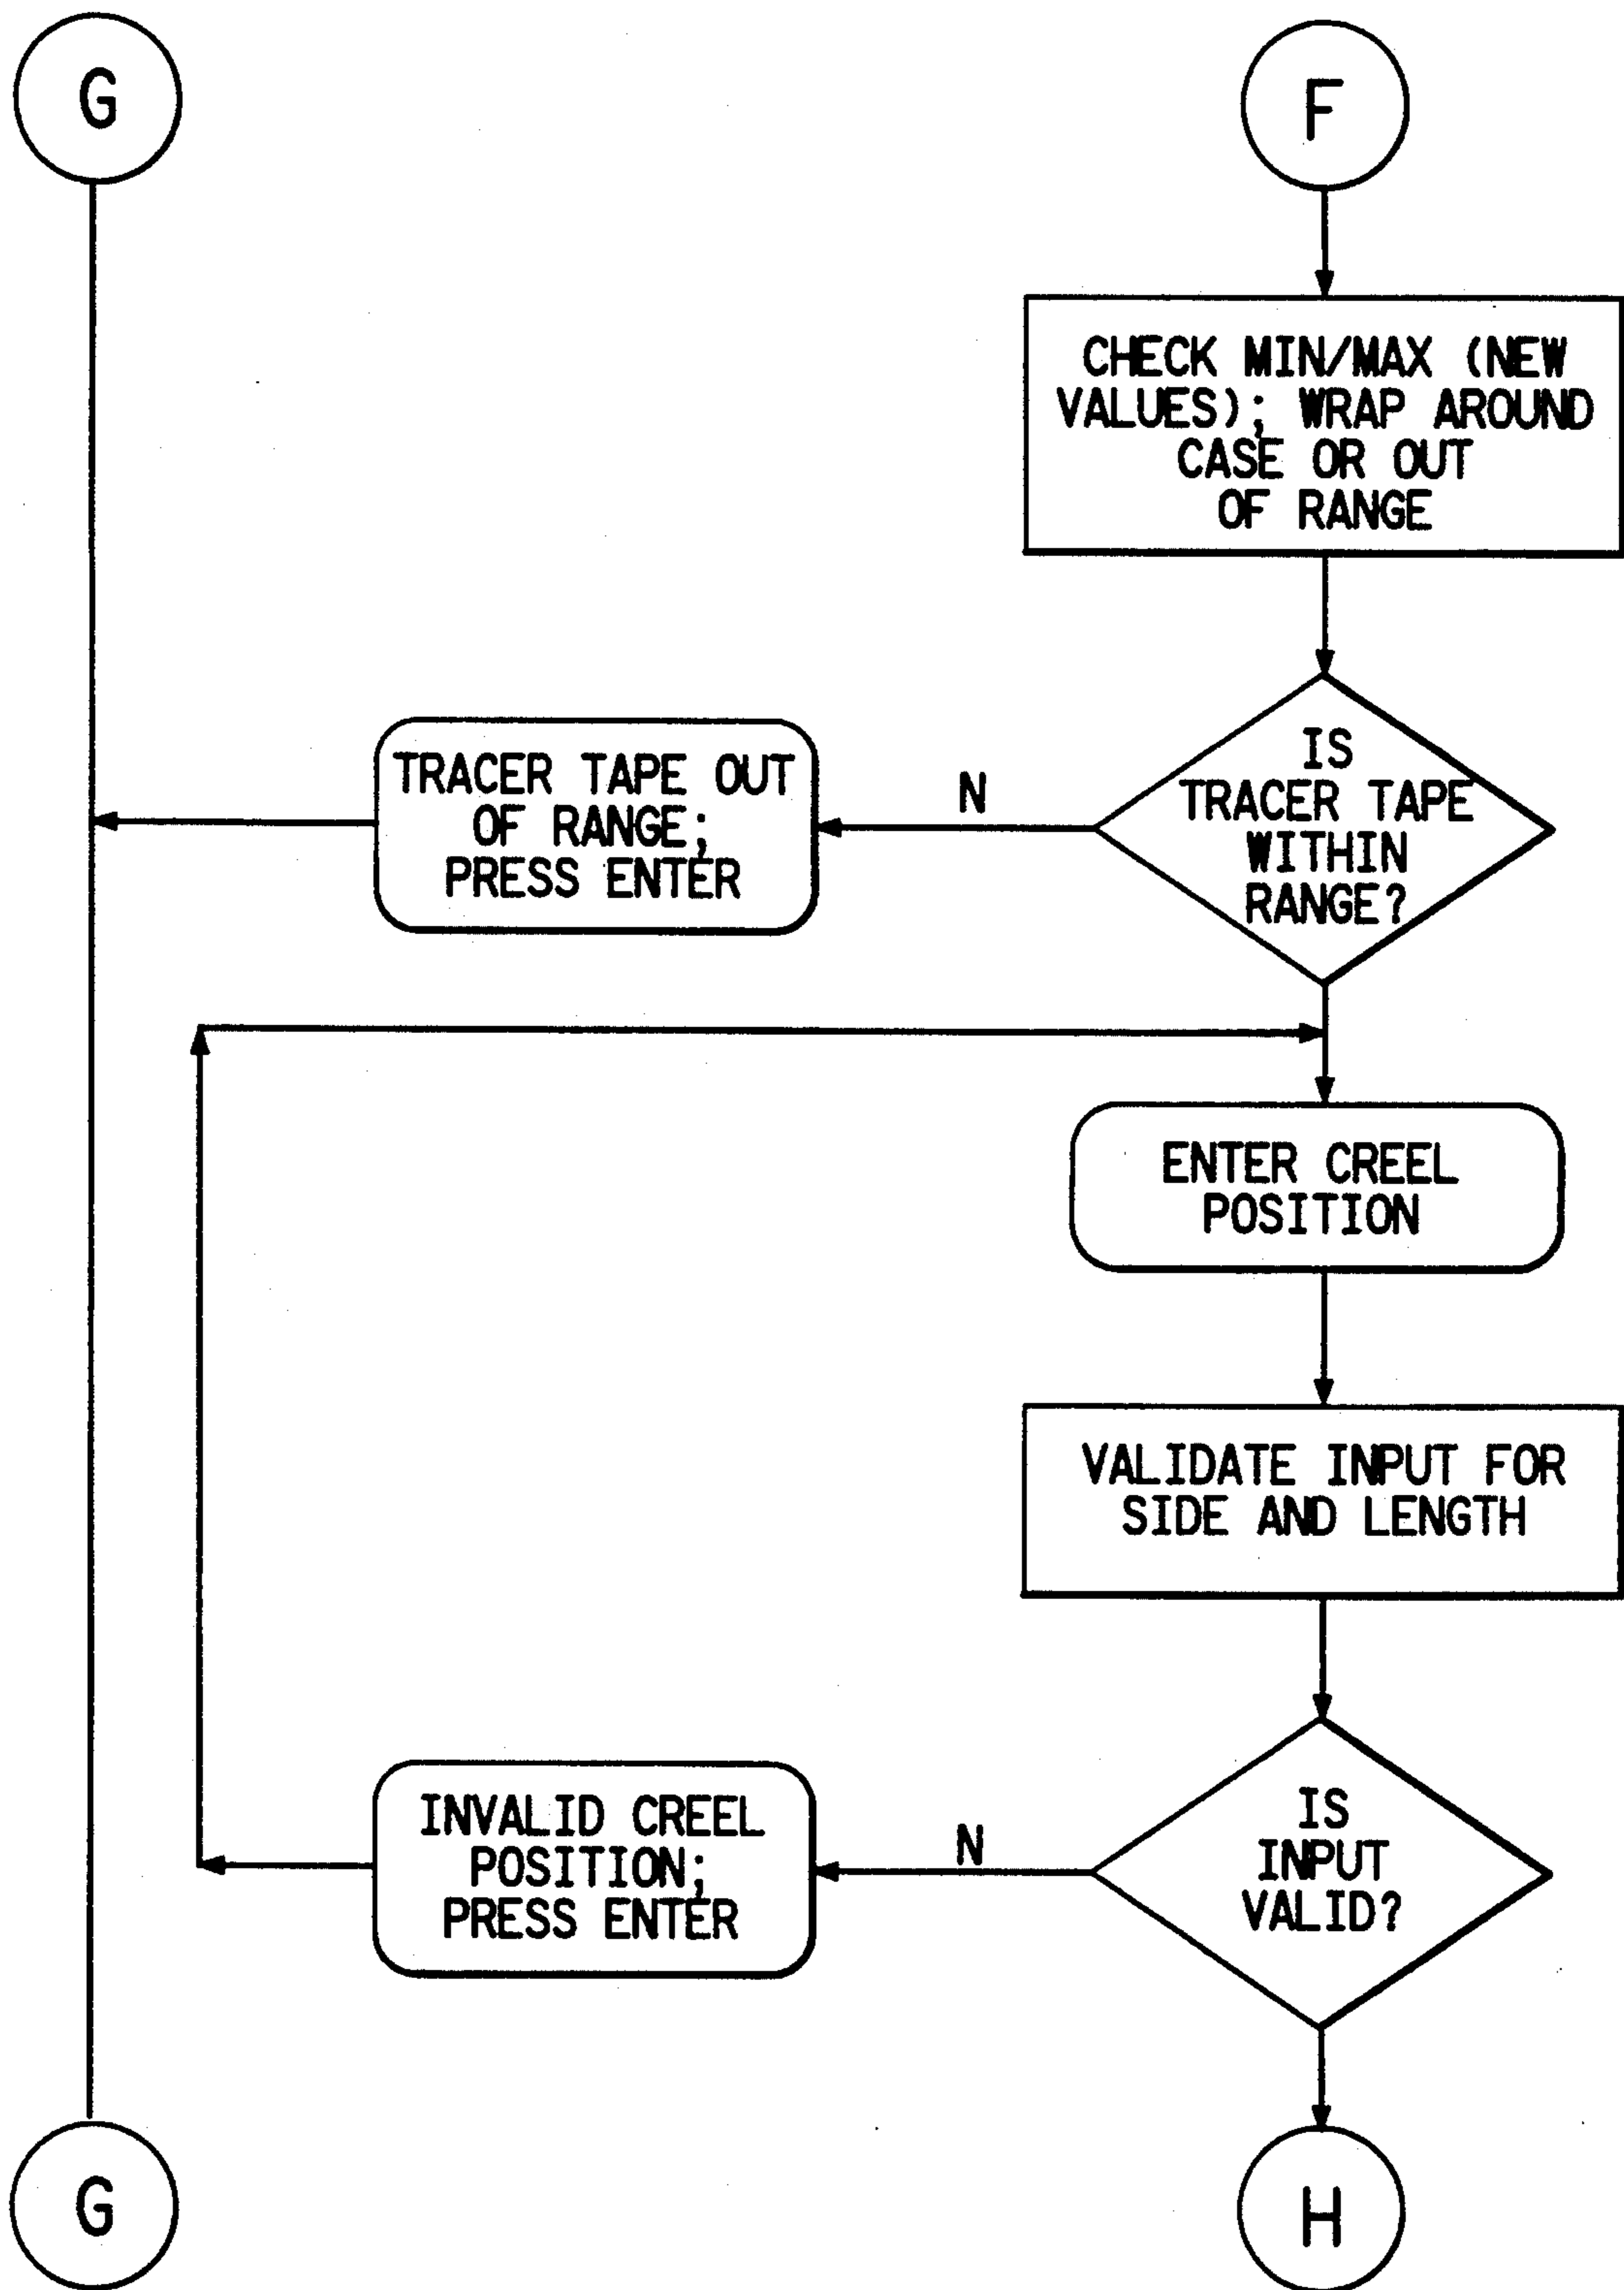 G
F
CHECK MIN/MAX (NEW
VALUES); WRAP AROUND
CASE OR OUT
OF RANGE
IS
TRACER TAPE
WITHIN
RANGE?
N
TRACER TAPE OUT
OF RANGE;
PRESS ENTER
ENTER CREEL
POSITION
VALIDATE INPUT FOR
SIDE AND LENGTH
IS
INPUT
VALID?
N
INVALID CREEL
POSITION;
PRESS ENTER
G
H